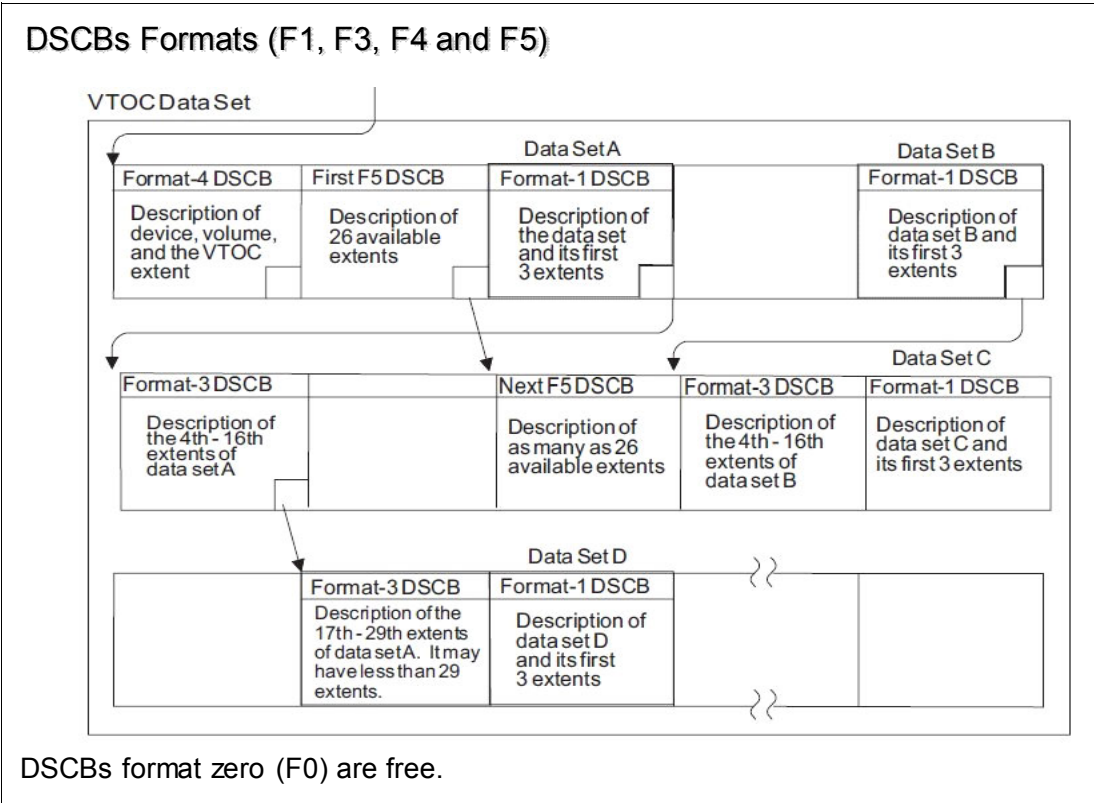 DSCBs Formats (F1, F3, F4 and F5)
VTOC Data Set
Data Set A
Data Set B
Format-4 DSCB
Description of
device, volume,
and the VTOC
extent
First F5 DSCB
Description of
26 available
extents
Format-1 DSCB
Description of
the data set
and its first
3 extents
Format-1 DSCB
Description of
data set B and
its first 3
extents
Data Set C
Format-3 DSCB
Description of
the 4th - 16th
extents of
data set A
Next F5 DSCB
Description of
as many as 26
available extents
Format-3 DSCB
Description of
the 4th - 16th
extents of
data set B
Format-1 DSCB
Description of
data set C and
its first 3 extents
Data Set D
Format-3 DSCB
Description of the
17th - 29th extents
of data set A. It may
have less than 29
extents.
Format-1 DSCB
Description of
data set D
and its first
3 extents
DSCBs format zero (F0) are free.